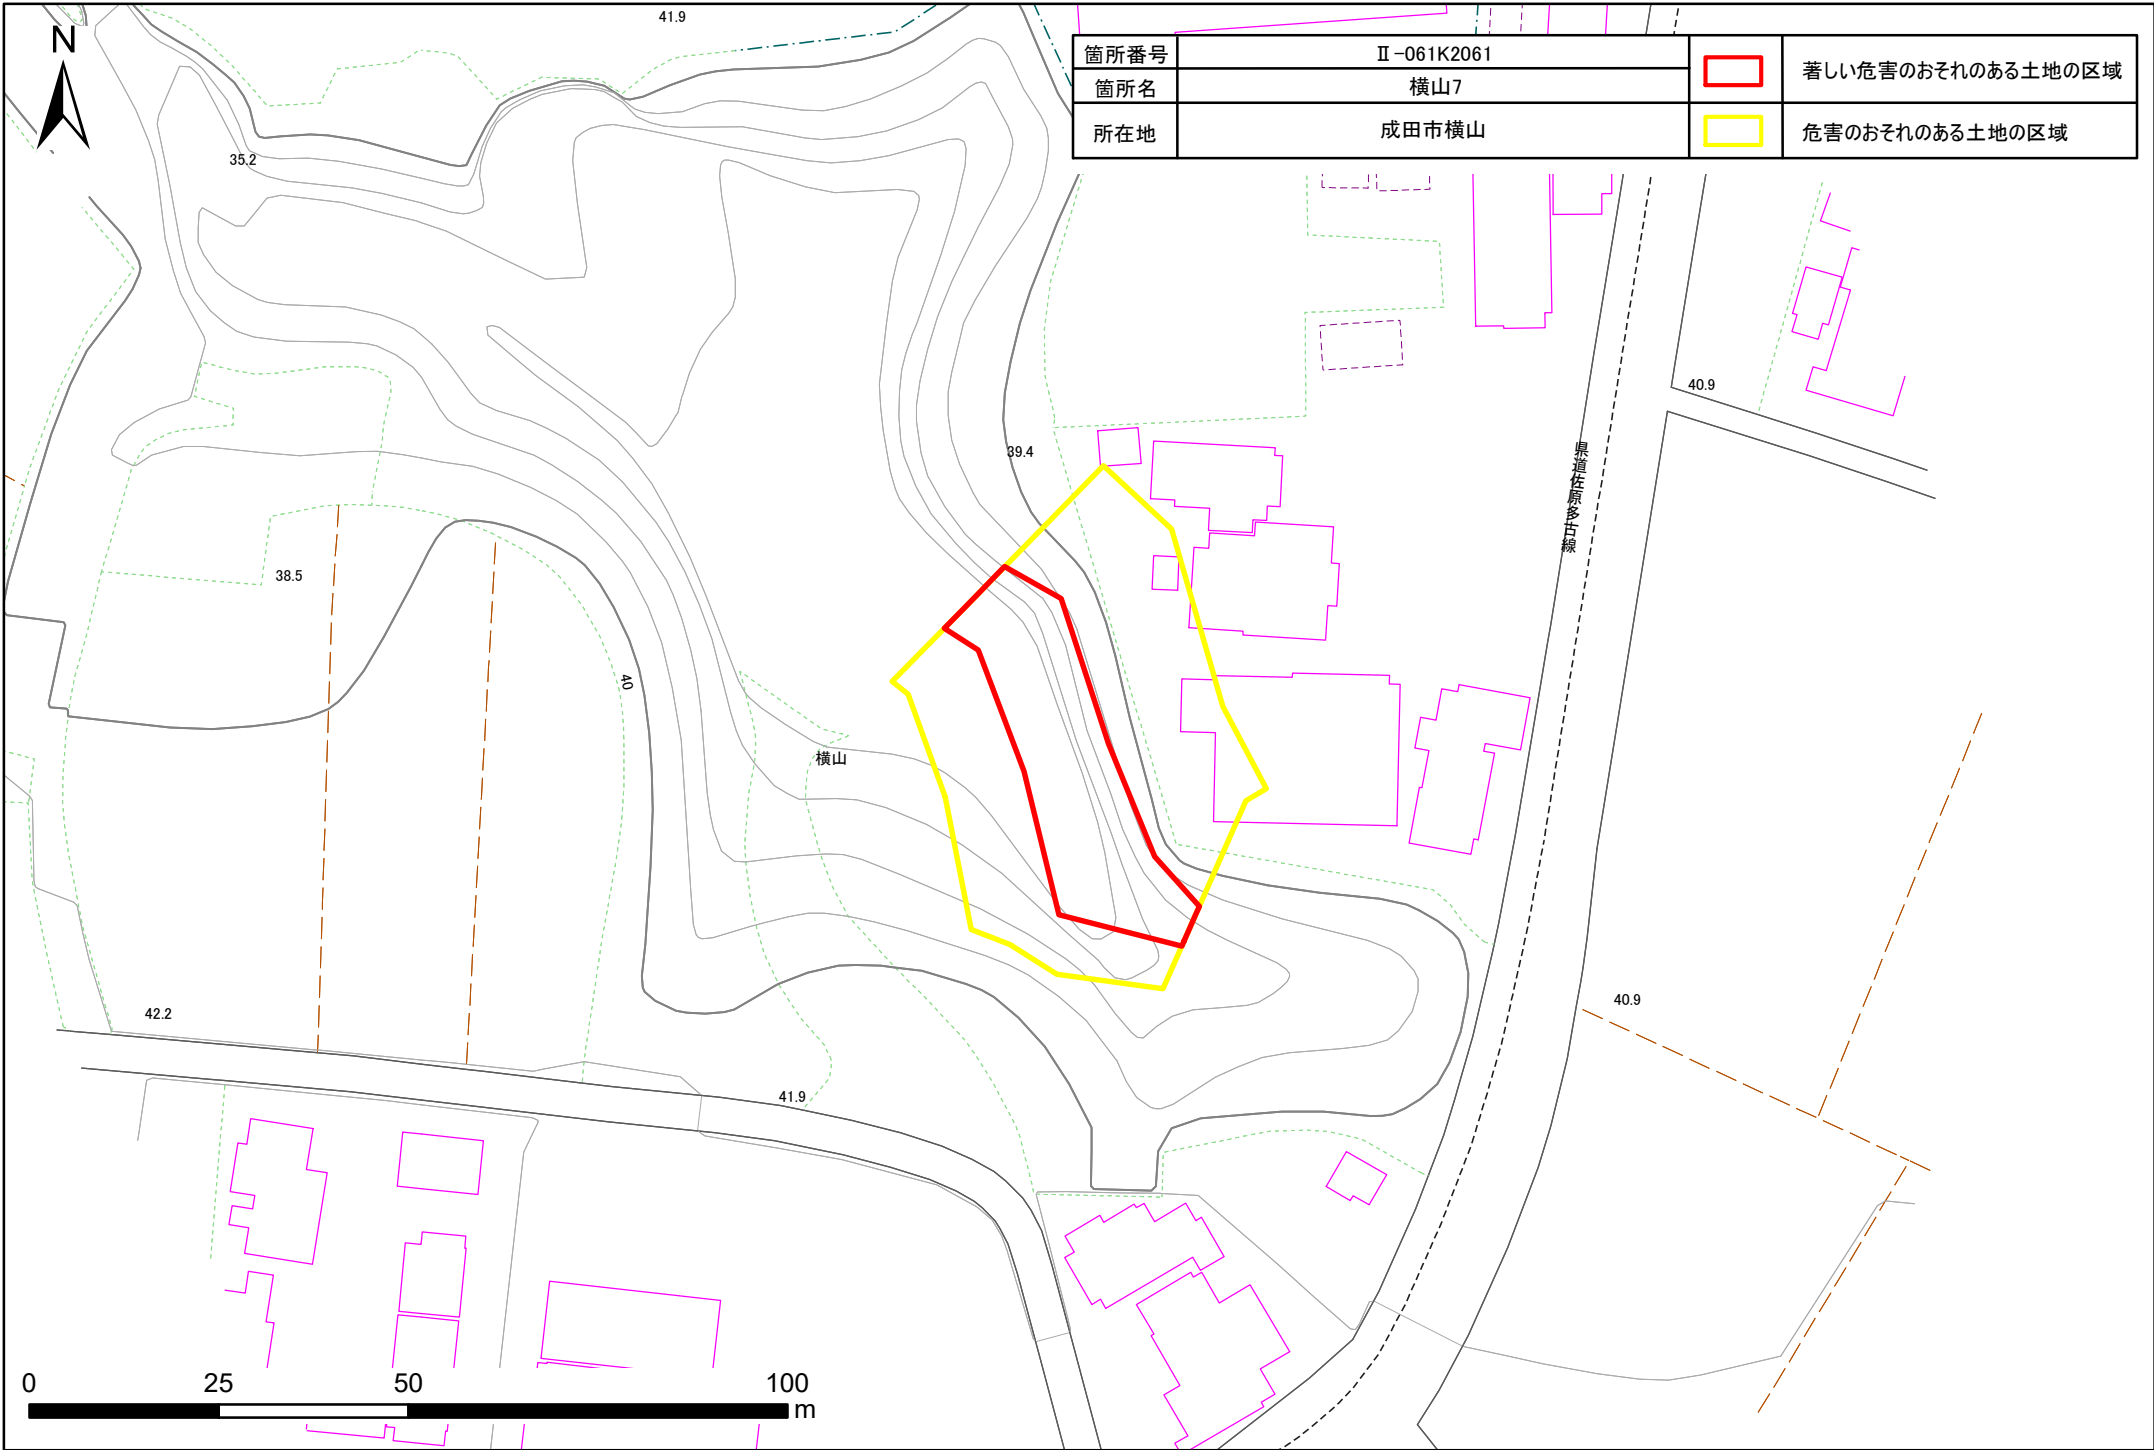 41.9
N
箇所番号 Ⅱ-061K2061 著しい危害のおそれのある土地の区域
箇所名 横山7
所在地 成田市横山 危害のおそれのある土地の区域
35.2
40.9
39.4
県道佐原多古線
38.5
40
横山
40.9
42.2
41.9
0 25 50 100
m